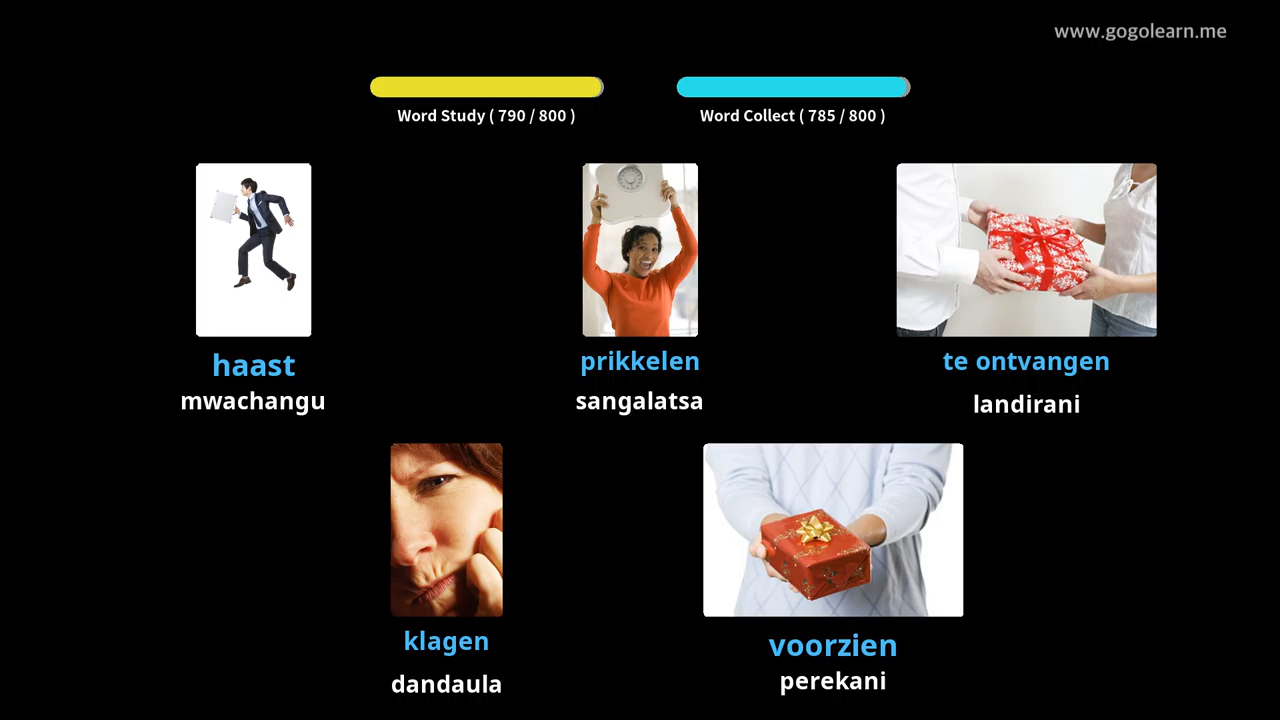 www.gogolearn.me
Word Study ( 790 / 800 )
Word Collect ( 785 / 800 )
haast
mwachangu
prikkelen
sangalatsa
te ontvangen
landirani
klagen
dandaula
voorzien
perekani